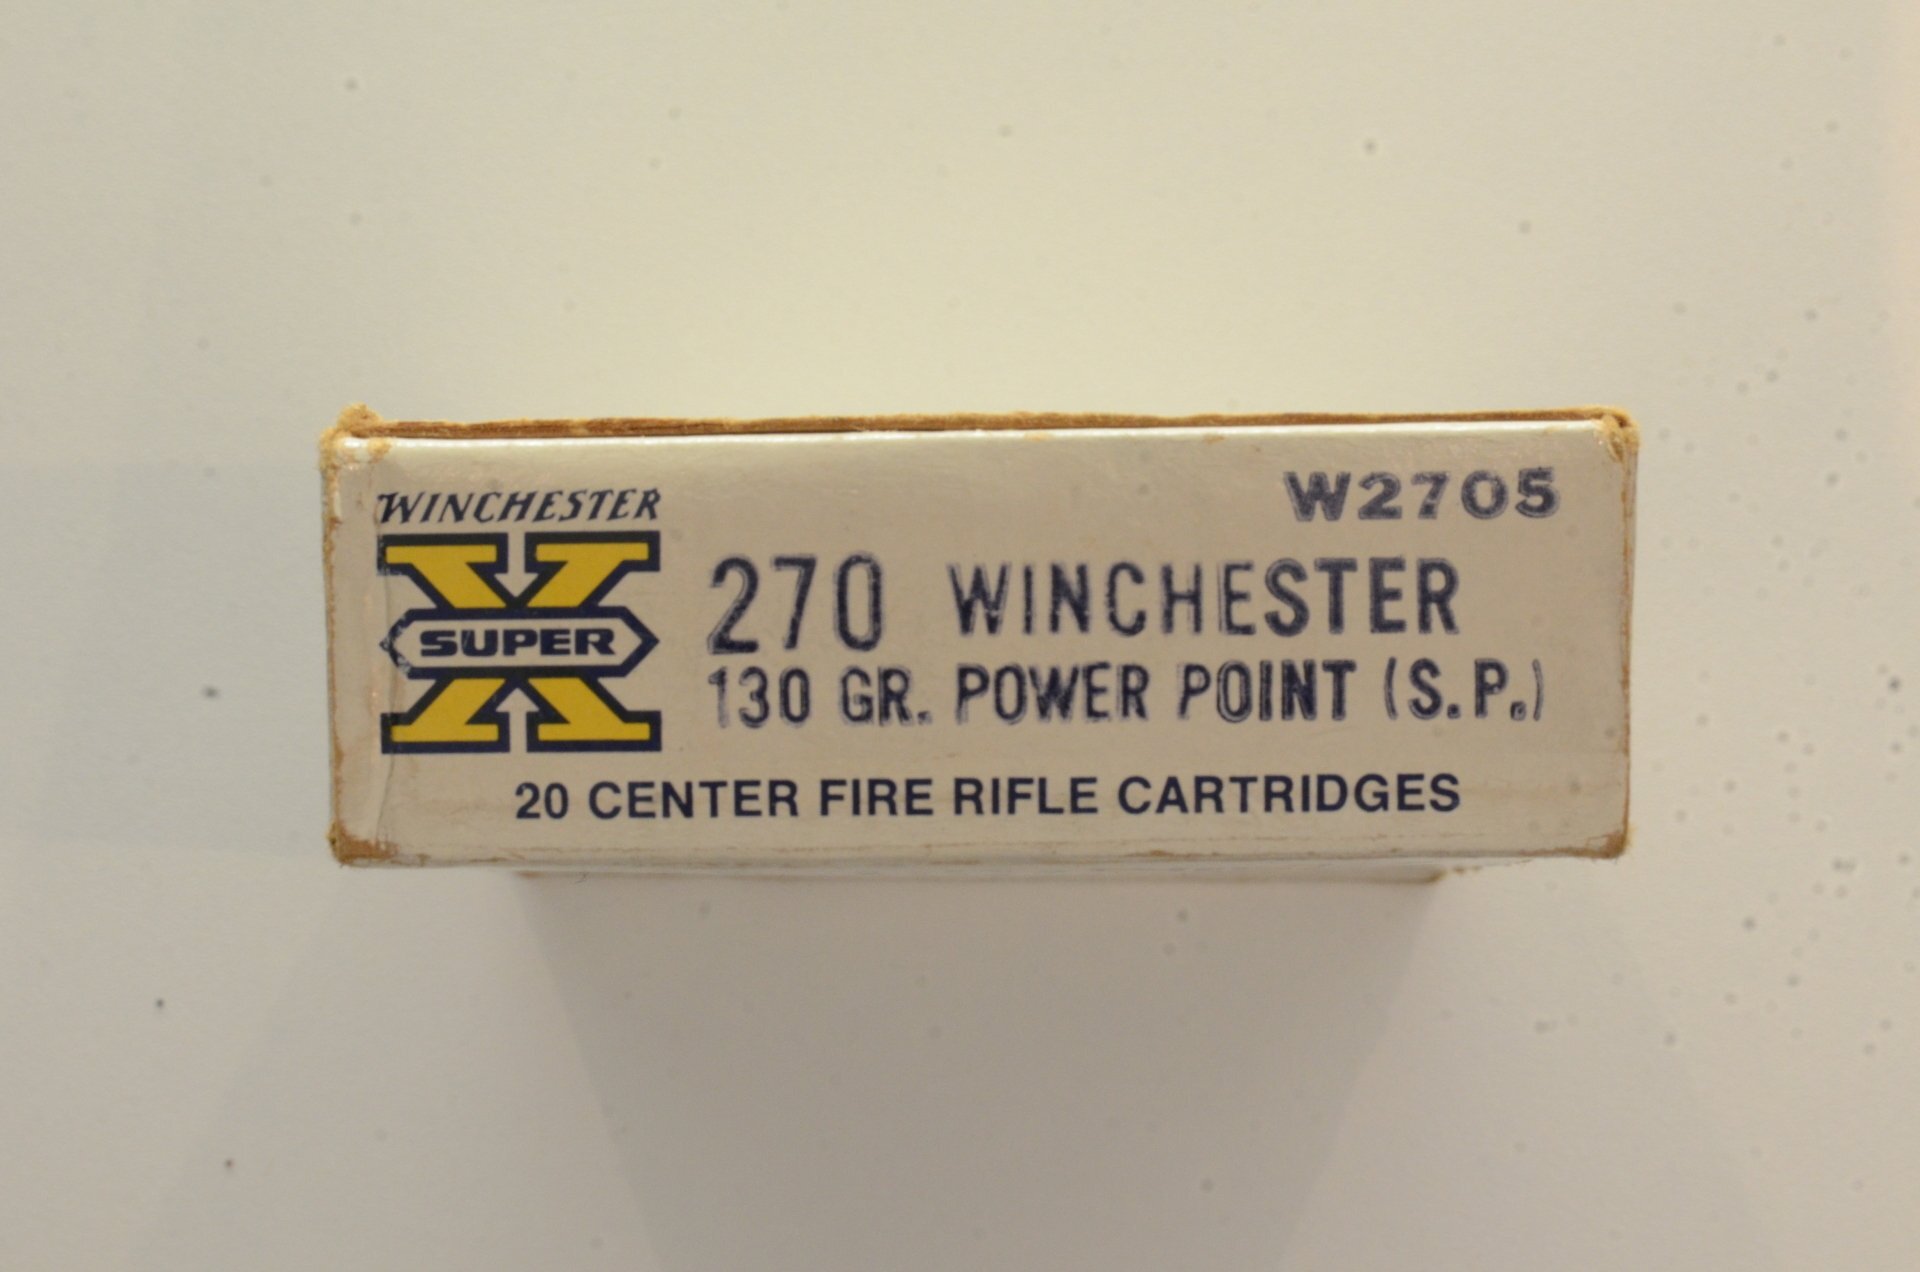 W2705
WINCHESTER
SUPER X
270 WINCHESTER
130 GR. POWER POINT (S.P.)
20 CENTER FIRE RIFLE CARTRIDGES